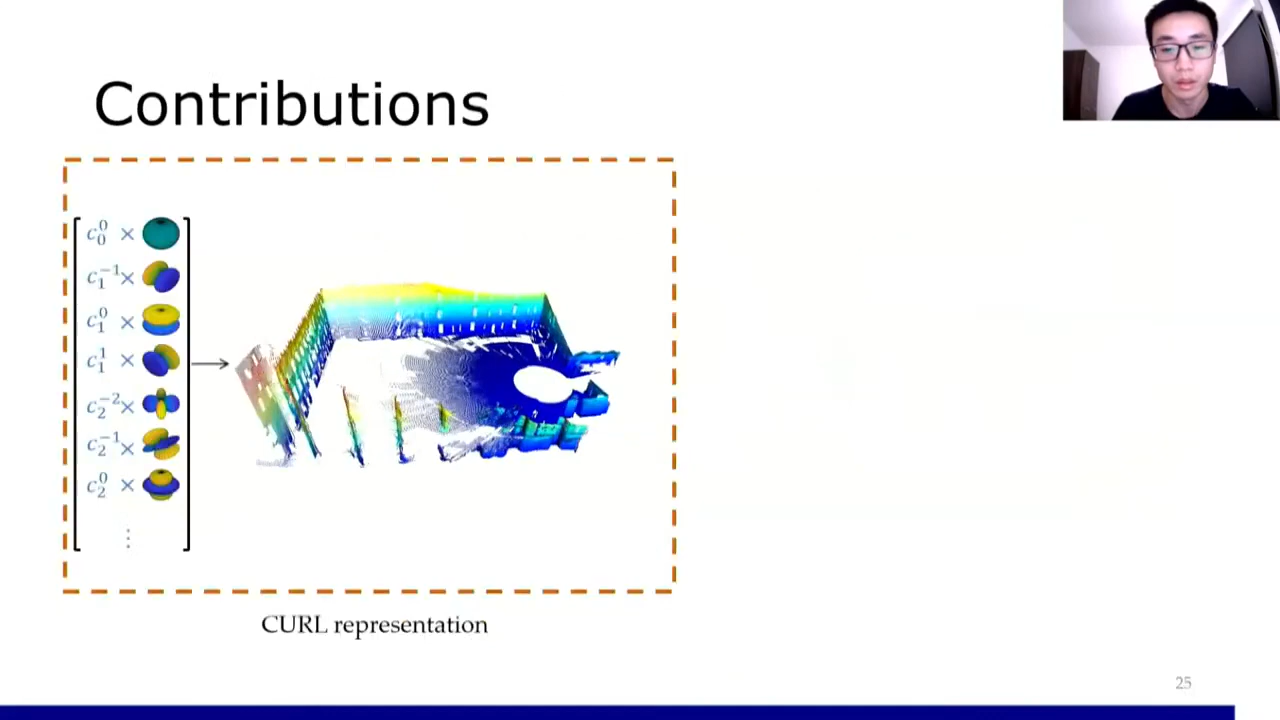 Contributions
c₀⁰ ×
c₁⁻¹×
c₁⁰ ×
c₁¹ ×
c₂⁻²×
c₂⁻¹×
c₂⁰ ×
⋮
CURL representation
25